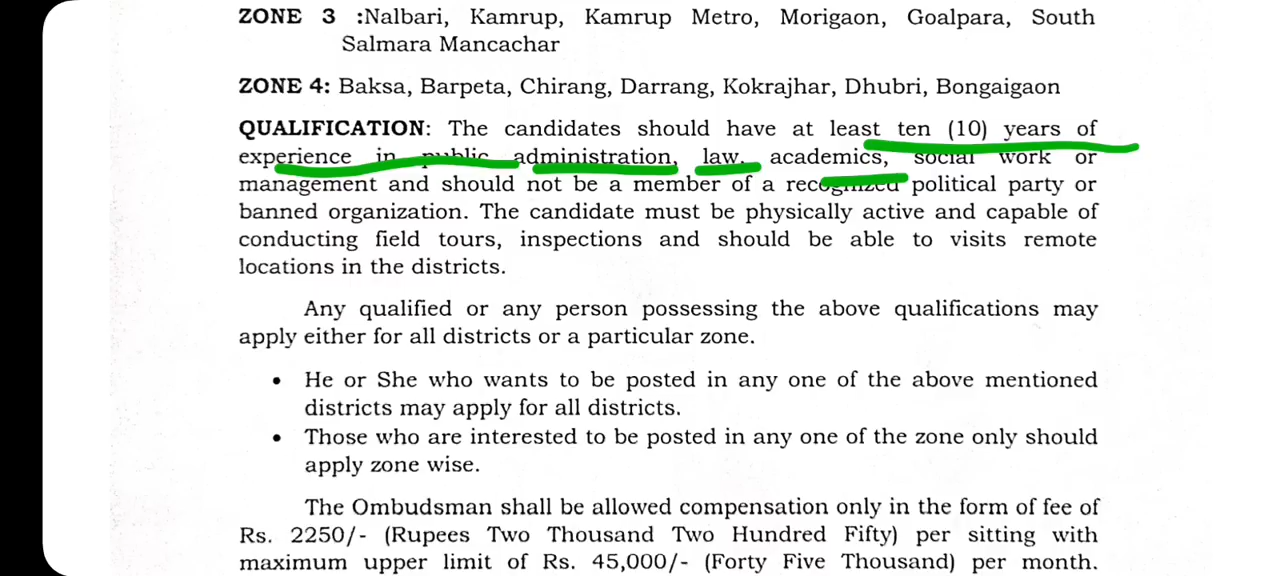 ZONE 3 :Nalbari, Kamrup, Kamrup Metro, Morigaon, Goalpara, South
Salmara Mancachar
ZONE 4: Baksa, Barpeta, Chirang, Darrang, Kokrajhar, Dhubri, Bongaigaon
QUALIFICATION: The candidates should have at least ten (10) years of
experience in public administration, law, academics, social work or
management and should not be a member of a recognized political party or
banned organization. The candidate must be physically active and capable of
conducting field tours, inspections and should be able to visits remote
locations in the districts.
Any qualified or any person possessing the above qualifications may
apply either for all districts or a particular zone.
• He or She who wants to be posted in any one of the above mentioned
districts may apply for all districts.
• Those who are interested to be posted in any one of the zone only should
apply zone wise.
The Ombudsman shall be allowed compensation only in the form of fee of
Rs. 2250/- (Rupees Two Thousand Two Hundred Fifty) per sitting with
maximum upper limit of Rs. 45,000/- (Forty Five Thousand) per month.